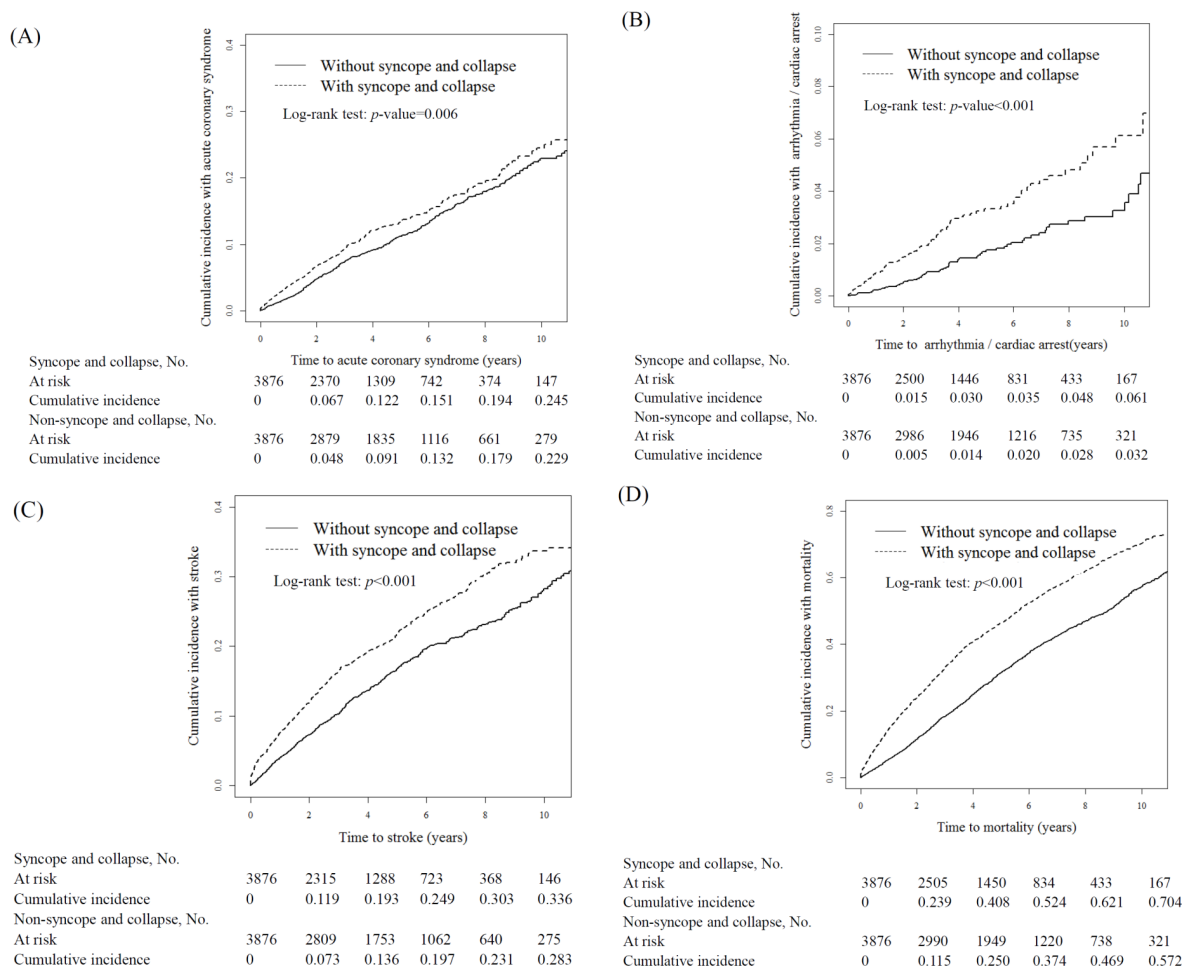 (A)
Cumulative incidence with acute coronary syndrome
0.4
0.3
0.2
0.1
0.0
Without syncope and collapse
With syncope and collapse
Log-rank test: p-value=0.006
0 2 4 6 8 10
Time to acute coronary syndrome (years)
Syncope and collapse, No.
At risk 3876 2370 1309 742 374 147
Cumulative incidence 0 0.067 0.122 0.151 0.194 0.245
Non-syncope and collapse, No.
At risk 3876 2879 1835 1116 661 279
Cumulative incidence 0 0.048 0.091 0.132 0.179 0.229
(B)
Cumulative incidence with arrhythmia / cardiac arrest
0.10
0.08
0.06
0.04
0.02
0.00
Without syncope and collapse
With syncope and collapse
Log-rank test: p-value<0.001
0 2 4 6 8 10
Time to arrhythmia / cardiac arrest(years)
Syncope and collapse, No.
At risk 3876 2500 1446 831 433 167
Cumulative incidence 0 0.015 0.030 0.035 0.048 0.061
Non-syncope and collapse, No.
At risk 3876 2986 1946 1216 735 321
Cumulative incidence 0 0.005 0.014 0.020 0.028 0.032
(C)
Cumulative incidence with stroke
0.4
0.3
0.2
0.1
0.0
Without syncope and collapse
With syncope and collapse
Log-rank test: p<0.001
0 2 4 6 8 10
Time to stroke (years)
Syncope and collapse, No.
At risk 3876 2315 1288 723 368 146
Cumulative incidence 0 0.119 0.193 0.249 0.303 0.336
Non-syncope and collapse, No.
At risk 3876 2809 1753 1062 640 275
Cumulative incidence 0 0.073 0.136 0.197 0.231 0.283
(D)
Cumulative incidence with mortality
0.8
0.6
0.4
0.2
0.0
Without syncope and collapse
With syncope and collapse
Log-rank test: p<0.001
0 2 4 6 8 10
Time to mortality (years)
Syncope and collapse, No.
At risk 3876 2505 1450 834 433 167
Cumulative incidence 0 0.239 0.408 0.524 0.621 0.704
Non-syncope and collapse, No.
At risk 3876 2990 1949 1220 738 321
Cumulative incidence 0 0.115 0.250 0.374 0.469 0.572